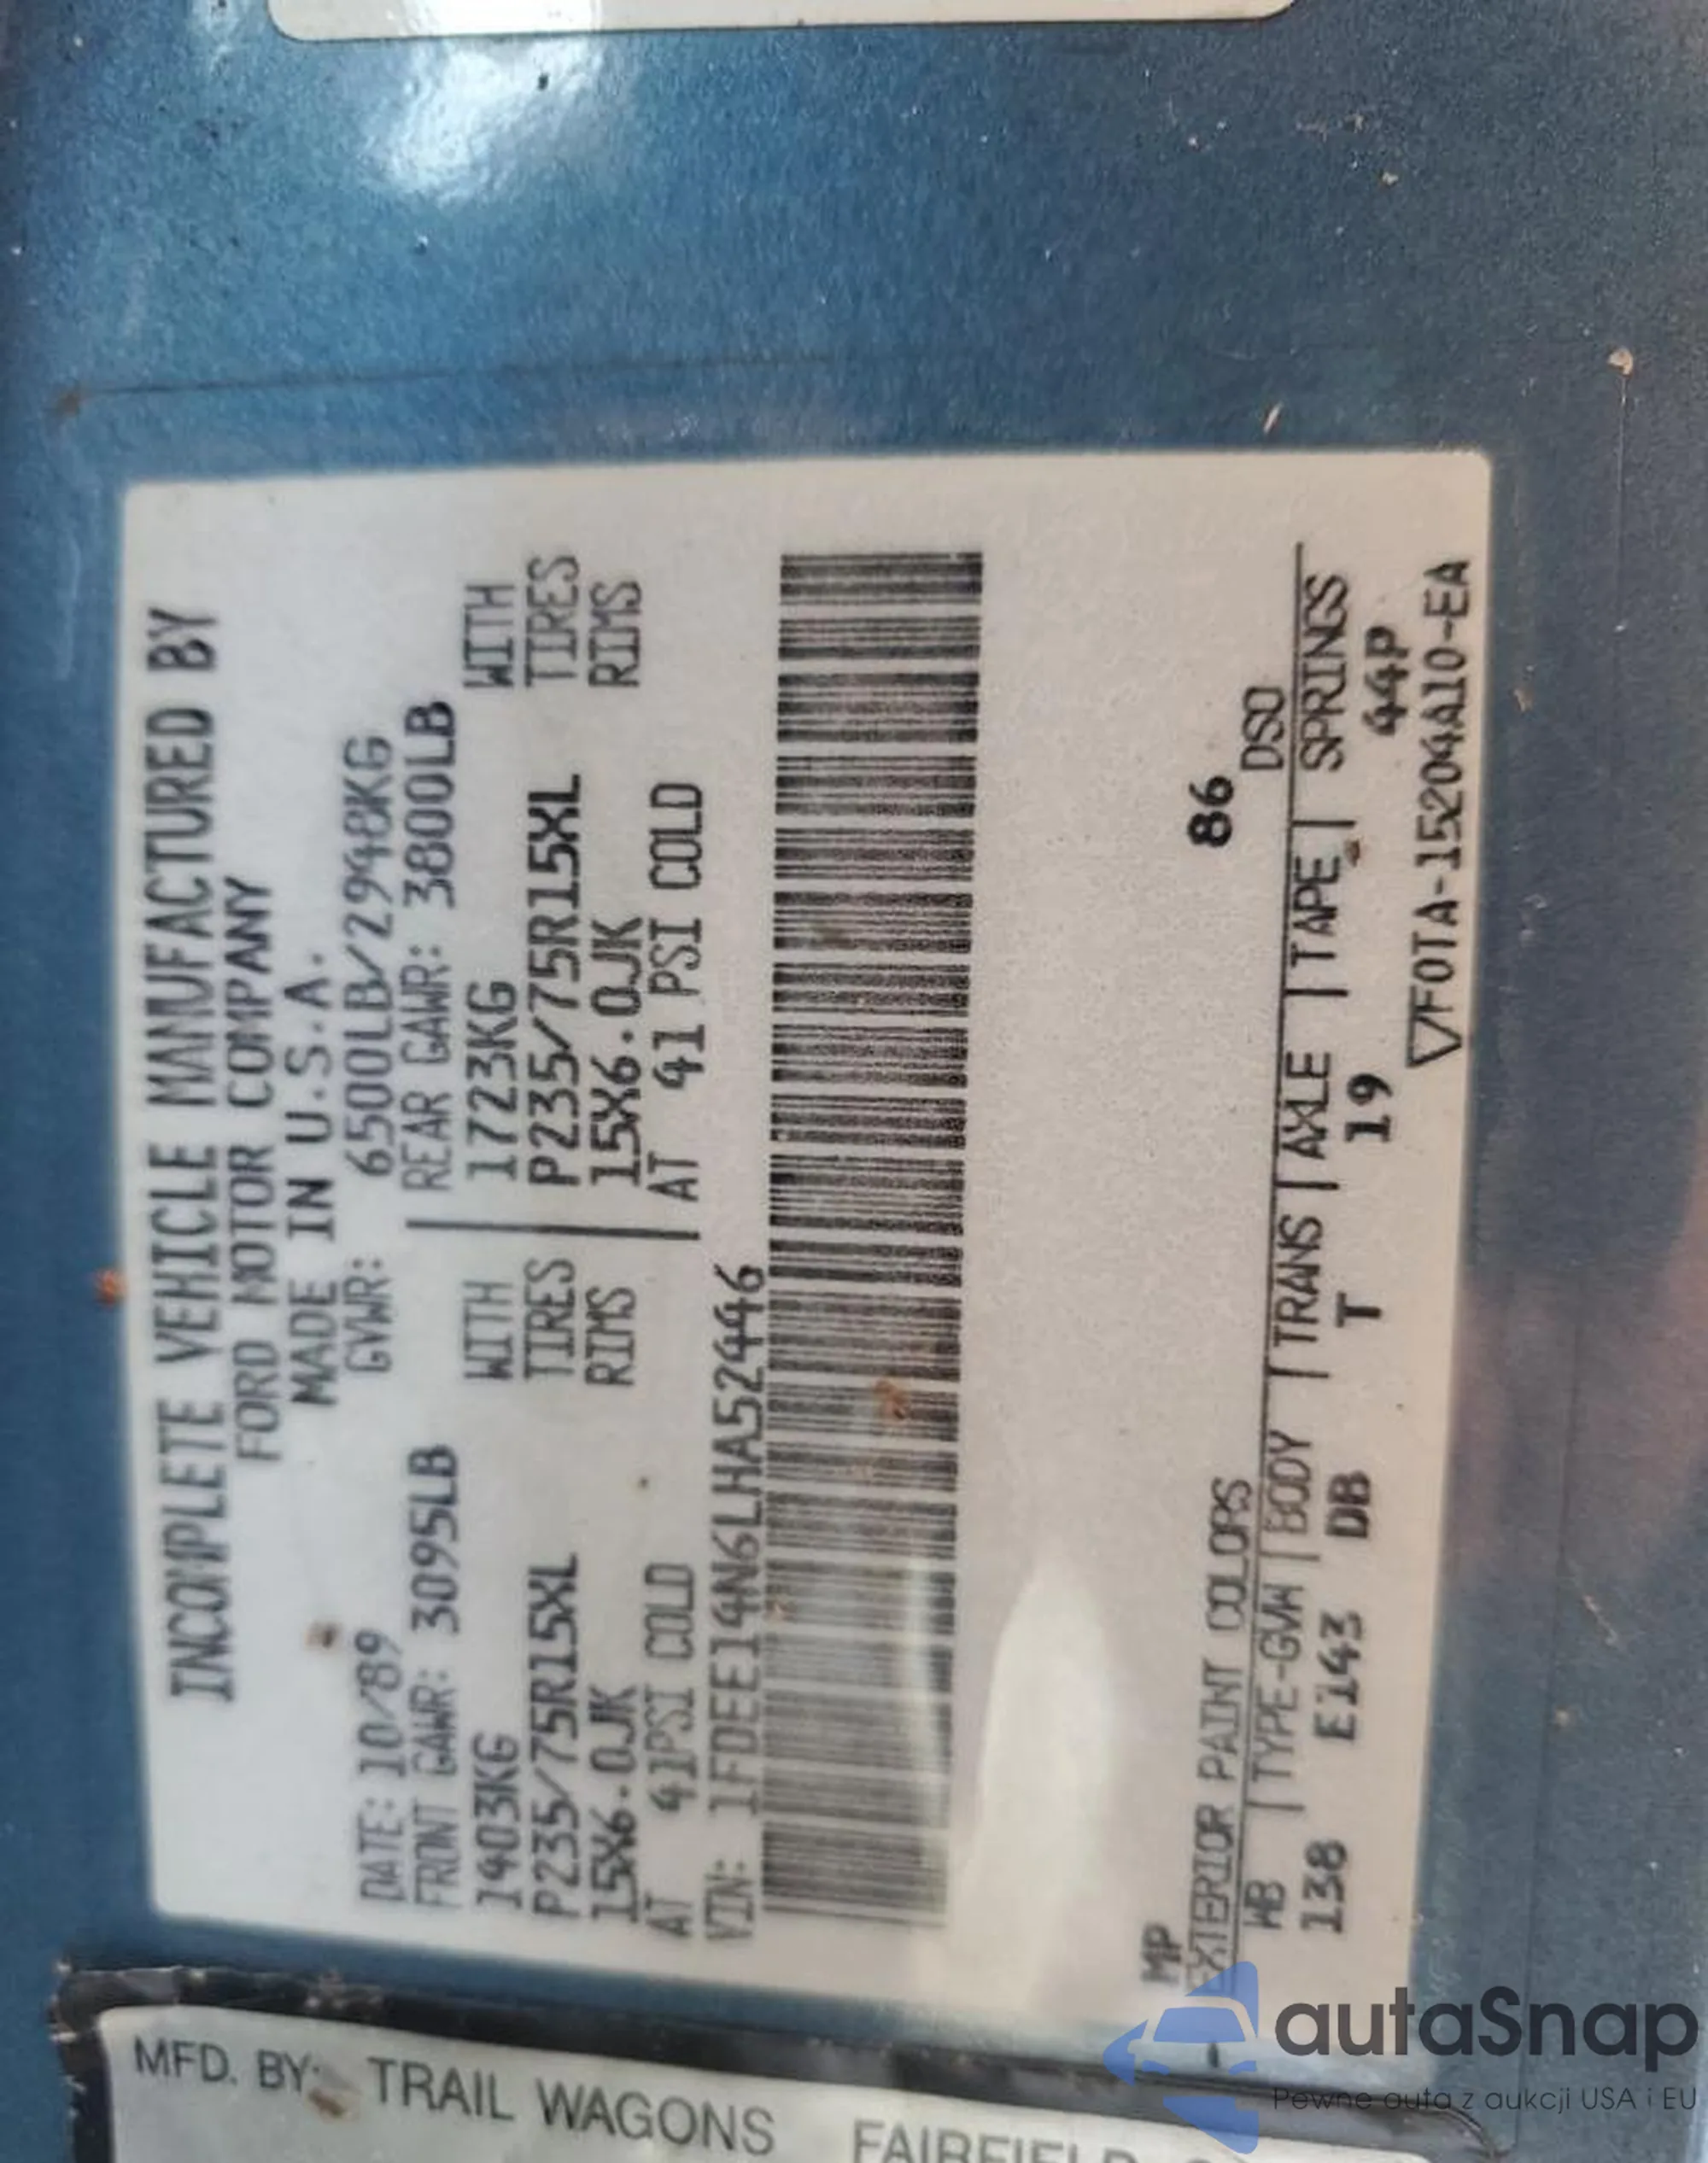 INCOMPLETE VEHICLE MANUFACTURED BY
FORD MOTOR COMPANY
MADE IN U.S.A.
DATE: 10/89 GVWR: 6500LB/2948KG
FRONT GAWR: 3095LB REAR GAWR: 3800LB
1403KG WITH 1723KG WITH
P235/75R15XL TIRES P235/75R15XL TIRES
15X6.0JK RIMS 15X6.0JK RIMS
AT 41PSI COLD AT 41 PSI COLD
VIN: 1FDEE14N6LHA52446
MP 86
EXTERIOR PAINT COLORS DSO
WB | TYPE-GVW | BODY | TRANS | AXLE | TAPE | SPRINGS
138 E143 DB T 19 44P
▽F0TA-15204A10-EA
MFD. BY: TRAIL WAGONS FAIRFIELD
autaSnap
Pewne auta z aukcji USA i EU